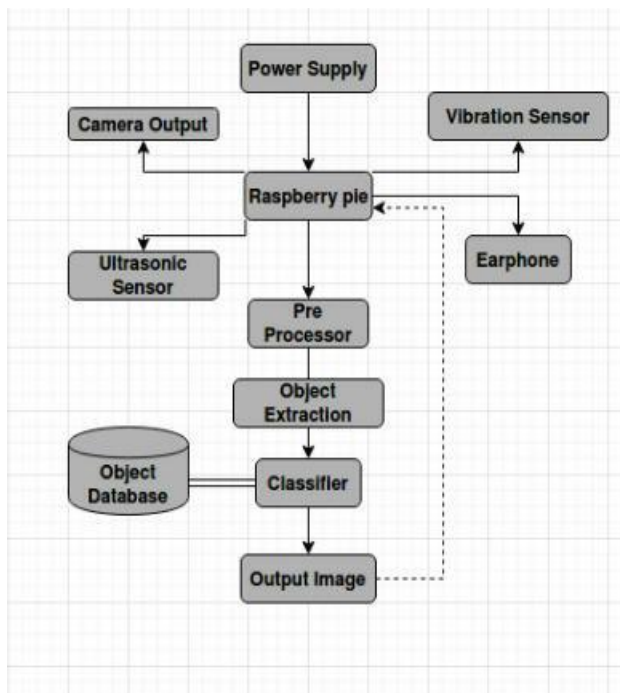 Power Supply
Camera Output
Vibration Sensor
Raspberry pie
Ultrasonic
Sensor
Earphone
Pre
Processor
Object
Extraction
Object
Database
Classifier
Output Image